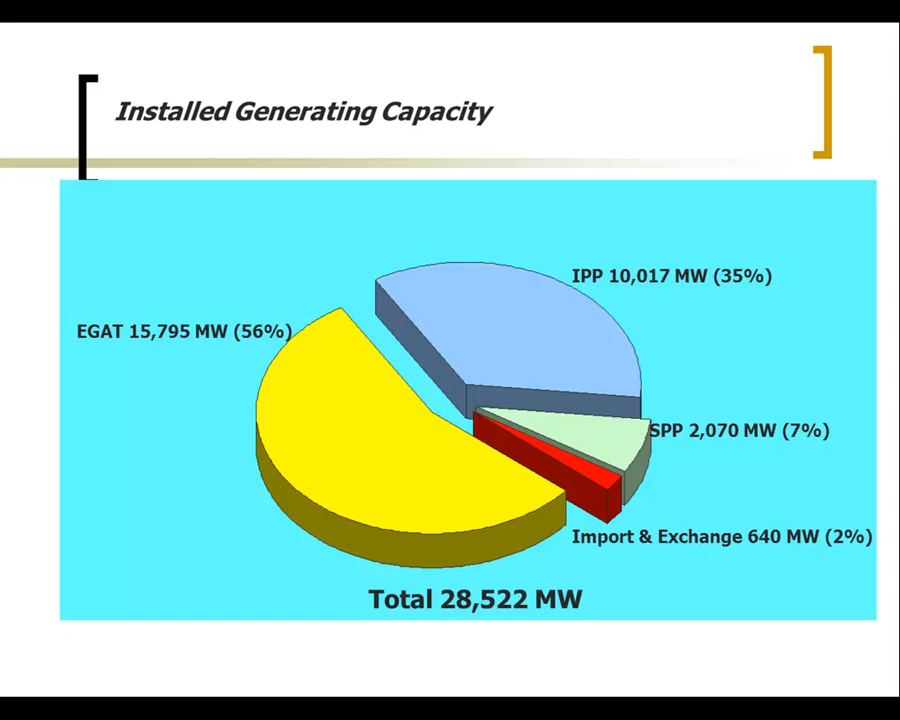 Installed Generating Capacity
IPP 10,017 MW (35%)
EGAT 15,795 MW (56%)
SPP 2,070 MW (7%)
Import & Exchange 640 MW (2%)
Total 28,522 MW